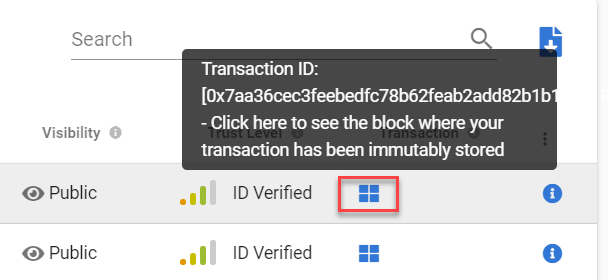 Search
Transaction ID:
[0x7aa36cec3feebedfc78b62feab2add82b1b1
- Click here to see the block where your
transaction has been immutably stored
Visibility
Trust Level
Transaction
Public
ID Verified
Public
ID Verified